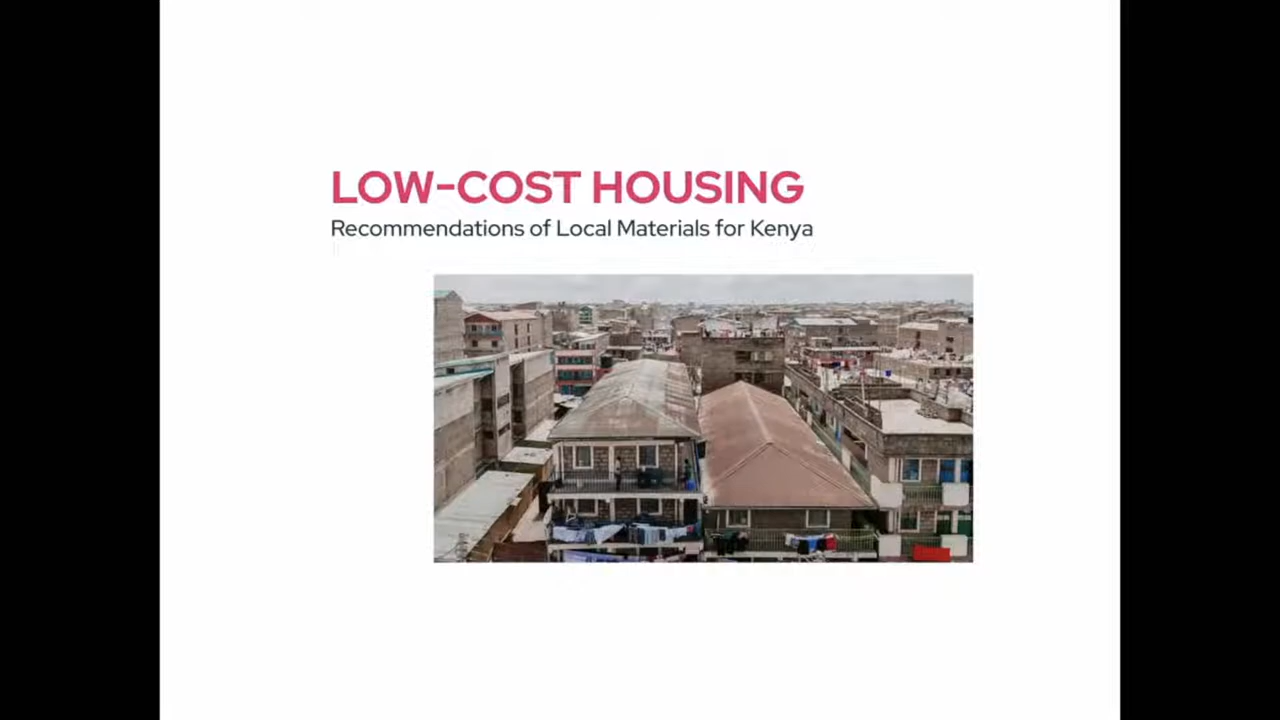 LOW-COST HOUSING
Recommendations of Local Materials for Kenya